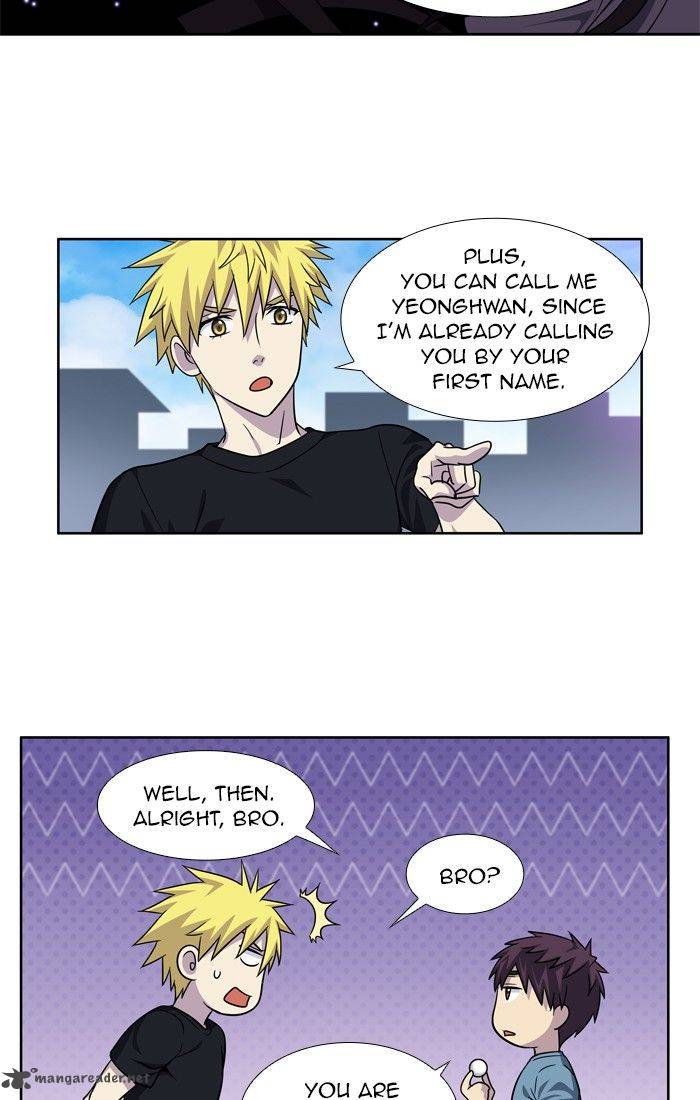 PLUS,
YOU CAN CALL ME
YEONGHWAN, SINCE
I'M ALREADY CALLING
YOU BY YOUR
FIRST NAME.
WELL, THEN.
ALRIGHT, BRO.
BRO?
YOU ARE
mangareader.net